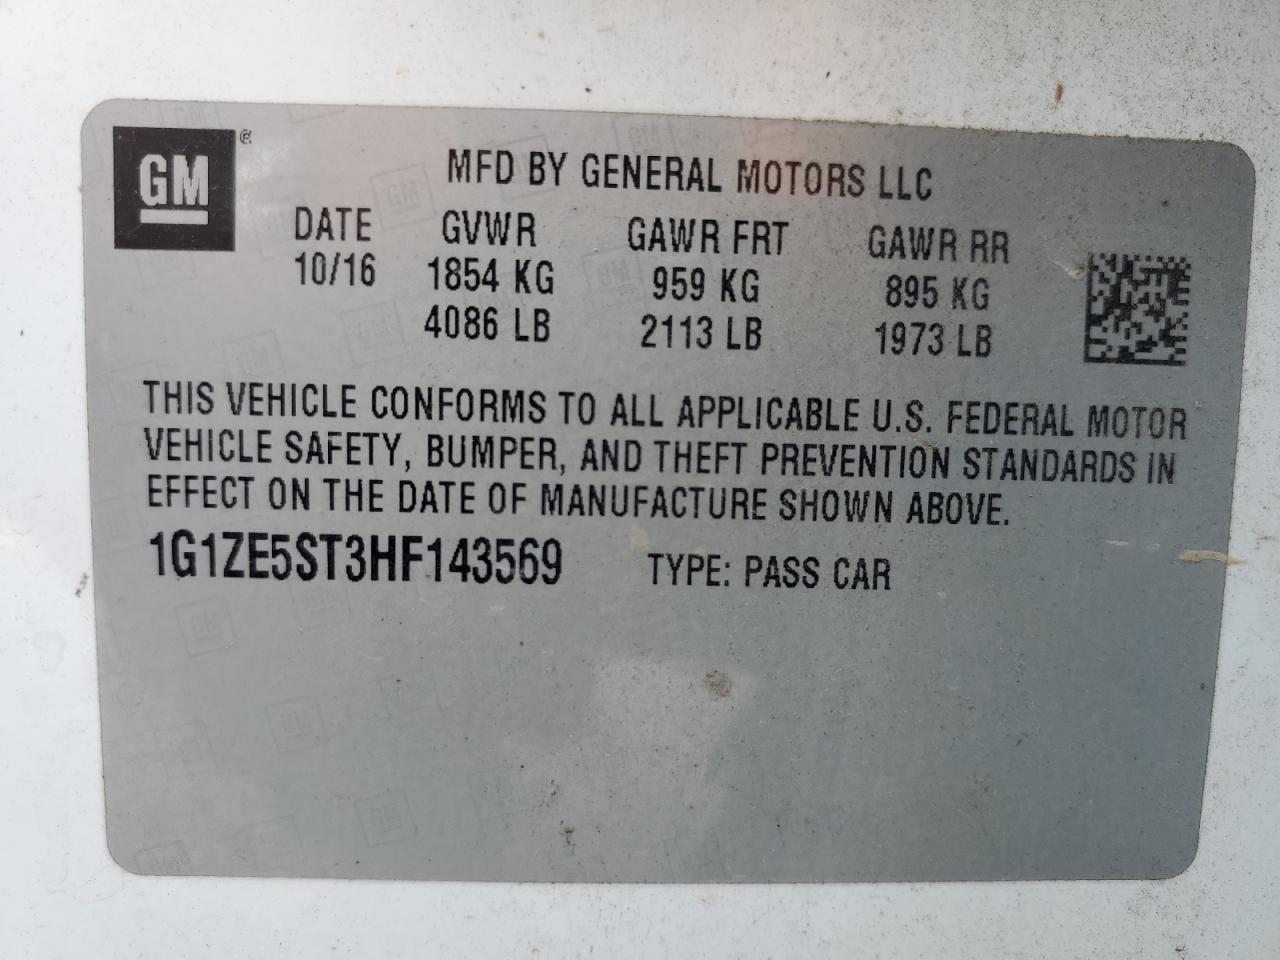 GM ®
MFD BY GENERAL MOTORS LLC
DATE GVWR GAWR FRT GAWR RR
10/16 1854 KG 959 KG 895 KG
4086 LB 2113 LB 1973 LB
THIS VEHICLE CONFORMS TO ALL APPLICABLE U.S. FEDERAL MOTOR
VEHICLE SAFETY, BUMPER, AND THEFT PREVENTION STANDARDS IN
EFFECT ON THE DATE OF MANUFACTURE SHOWN ABOVE.
1G1ZE5ST3HF143569 TYPE: PASS CAR